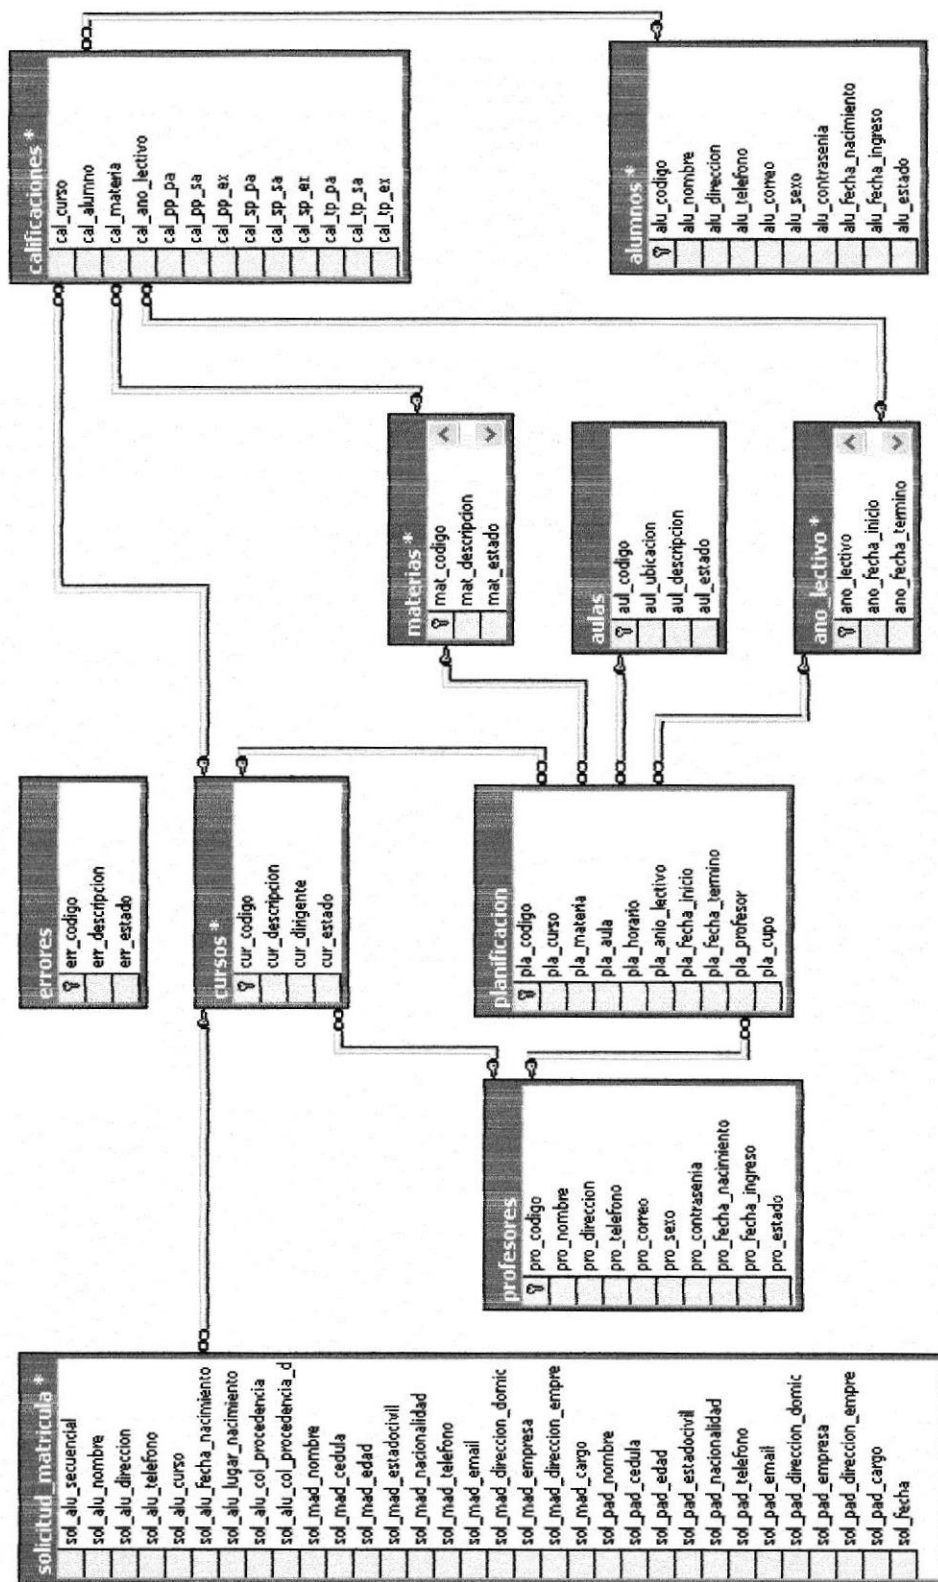 solicitud_matricula *
sol_alu_secuencial
sol_alu_nombre
sol_alu_direccion
sol_alu_telefono
sol_alu_curso
sol_alu_fecha_nacimiento
sol_alu_lugar_nacimiento
sol_alu_col_procedencia
sol_alu_col_procedencia_d
sol_mad_nombre
sol_mad_cedula
sol_mad_edad
sol_mad_estadocivil
sol_mad_nacionalidad
sol_mad_telefono
sol_mad_email
sol_mad_direccion_domic
sol_mad_empresa
sol_mad_direccion_empre
sol_mad_cargo
sol_pad_nombre
sol_pad_cedula
sol_pad_edad
sol_pad_estadocivil
sol_pad_nacionalidad
sol_pad_telefono
sol_pad_email
sol_pad_direccion_domic
sol_pad_empresa
sol_pad_direccion_empre
sol_pad_cargo
sol_fecha
errores
err_codigo
err_descripcion
err_estado
cursos *
cur_codigo
cur_descripcion
cur_dirigente
cur_estado
profesores
pro_codigo
pro_nombre
pro_direccion
pro_telefono
pro_correo
pro_sexo
pro_contrasenia
pro_fecha_nacimiento
pro_fecha_ingreso
pro_estado
planificacion
pla_codigo
pla_curso
pla_materia
pla_aula
pla_horario
pla_anio_lectivo
pla_fecha_inicio
pla_fecha_termino
pla_profesor
pla_cupo
materias *
mat_codigo
mat_descripcion
mat_estado
aulas
aul_codigo
aul_ubicacion
aul_descripcion
aul_estado
ano_lectivo *
ano_lectivo
ano_fecha_inicio
ano_fecha_termino
calificaciones *
cal_curso
cal_alumno
cal_materia
cal_ano_lectivo
cal_pp_pa
cal_pp_sa
cal_pp_ex
cal_sp_pa
cal_sp_sa
cal_sp_ex
cal_tp_pa
cal_tp_sa
cal_tp_ex
alumnos *
alu_codigo
alu_nombre
alu_direccion
alu_telefono
alu_correo
alu_sexo
alu_contrasenia
alu_fecha_nacimiento
alu_fecha_ingreso
alu_estado